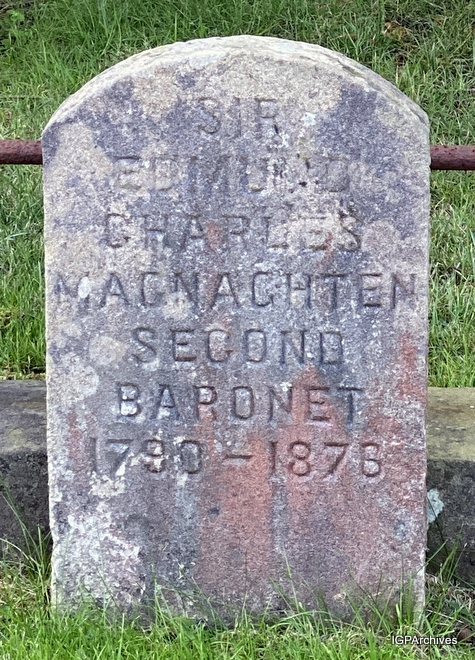 SIR
EDMUND
CHARLES
MACNAGHTEN
SECOND
BARONET
1790 – 1876
IGPArchives